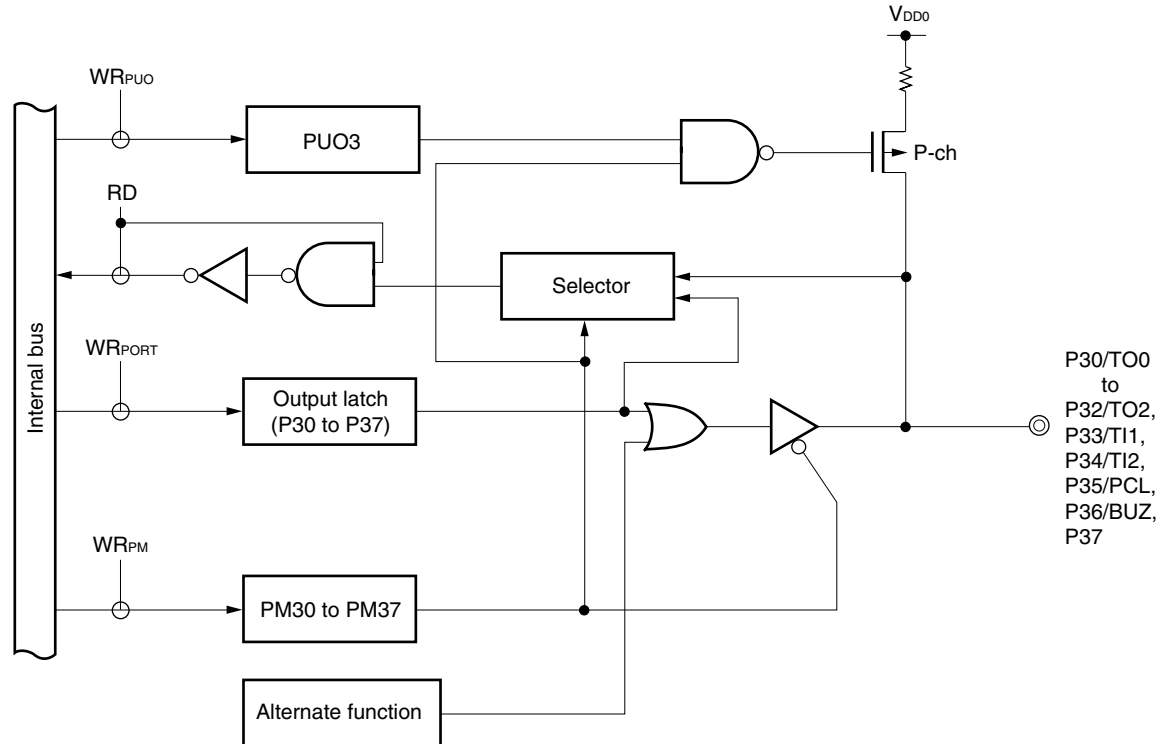 VDD0
WRPUO
PUO3
P-ch
RD
Selector
Internal bus
WRPORT
Output latch
(P30 to P37)
P30/TO0
to
P32/TO2,
P33/TI1,
P34/TI2,
P35/PCL,
P36/BUZ,
P37
WRPM
PM30 to PM37
Alternate function